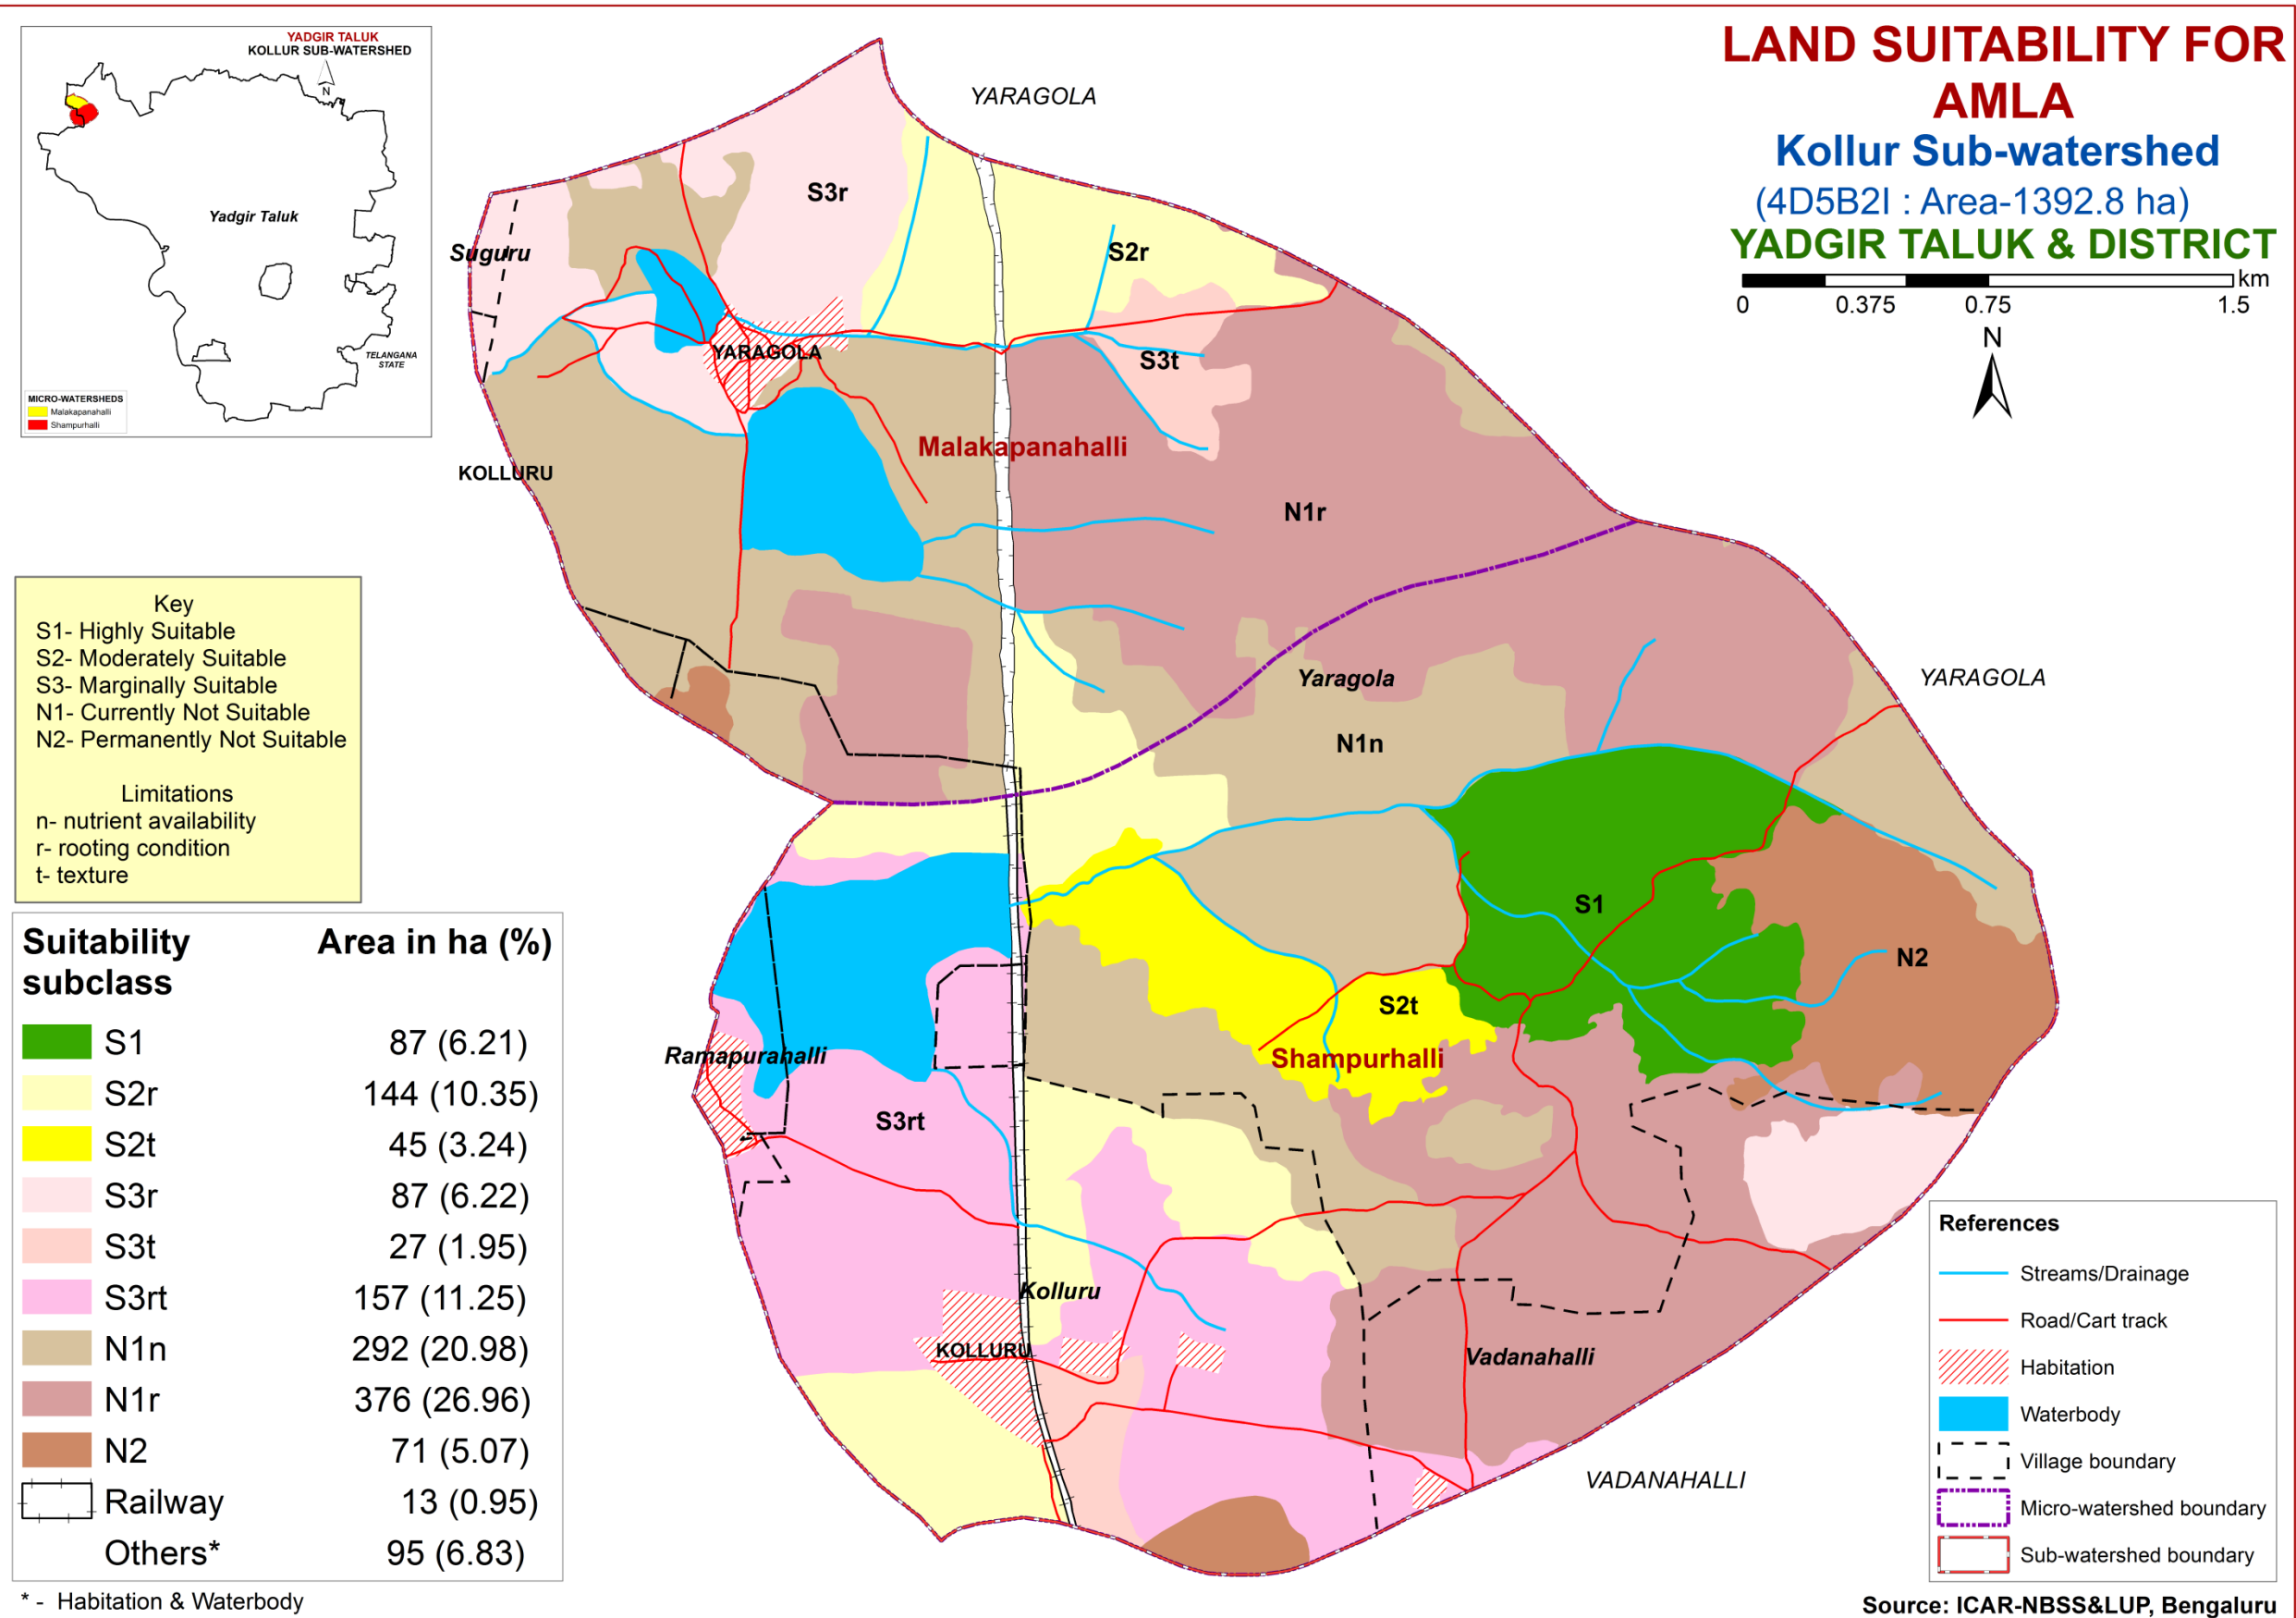 YADGIR TALUK
KOLLUR SUB-WATERSHED
N
Yadgir Taluk
TELANGANA
STATE
MICRO-WATERSHEDS
Malakapanahalli
Shampurhalli
LAND SUITABILITY FOR
AMLA
Kollur Sub-watershed
(4D5B2I : Area-1392.8 ha)
YADGIR TALUK & DISTRICT
km
0 0.375 0.75 1.5
N
YARAGOLA
S3r
Suguru
S2r
YARAGOLA
S3t
Malakapanahalli
KOLLURU
N1r
Yaragola
YARAGOLA
N1n
S1
N2
S2t
Ramapurahalli
Shampurhalli
S3rt
Kolluru
KOLLURU
Vadanahalli
VADANAHALLI
Key
S1- Highly Suitable
S2- Moderately Suitable
S3- Marginally Suitable
N1- Currently Not Suitable
N2- Permanently Not Suitable
Limitations
n- nutrient availability
r- rooting condition
t- texture
Suitability subclass Area in ha (%)
S1 87 (6.21)
S2r 144 (10.35)
S2t 45 (3.24)
S3r 87 (6.22)
S3t 27 (1.95)
S3rt 157 (11.25)
N1n 292 (20.98)
N1r 376 (26.96)
N2 71 (5.07)
Railway 13 (0.95)
Others* 95 (6.83)
* - Habitation & Waterbody
References
Streams/Drainage
Road/Cart track
Habitation
Waterbody
Village boundary
Micro-watershed boundary
Sub-watershed boundary
Source: ICAR-NBSS&LUP, Bengaluru